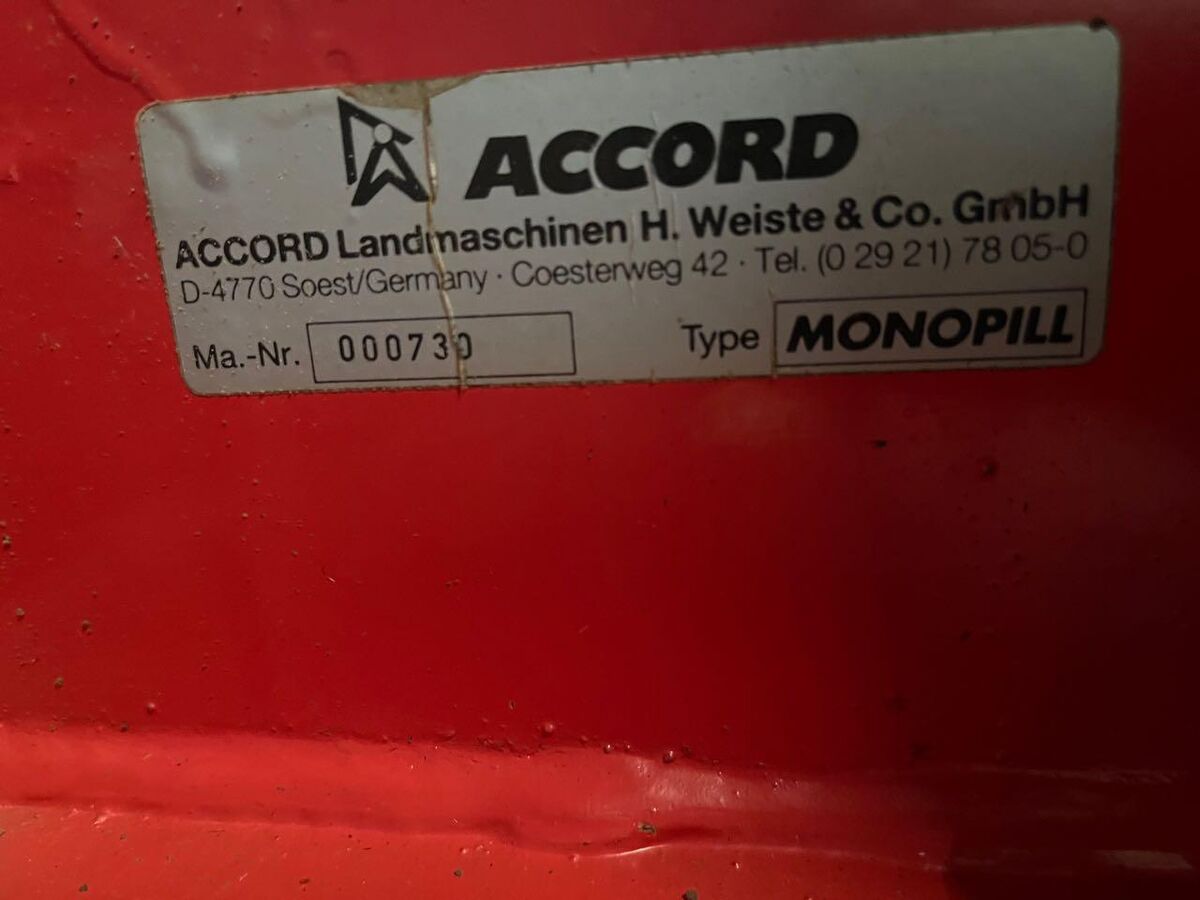 ACCORD
ACCORD Landmaschinen H. Weiste & Co. GmbH
D-4770 Soest/Germany · Coesterweg 42 · Tel. (0 29 21) 78 05-0
Ma.-Nr. 000730 Type MONOPILL